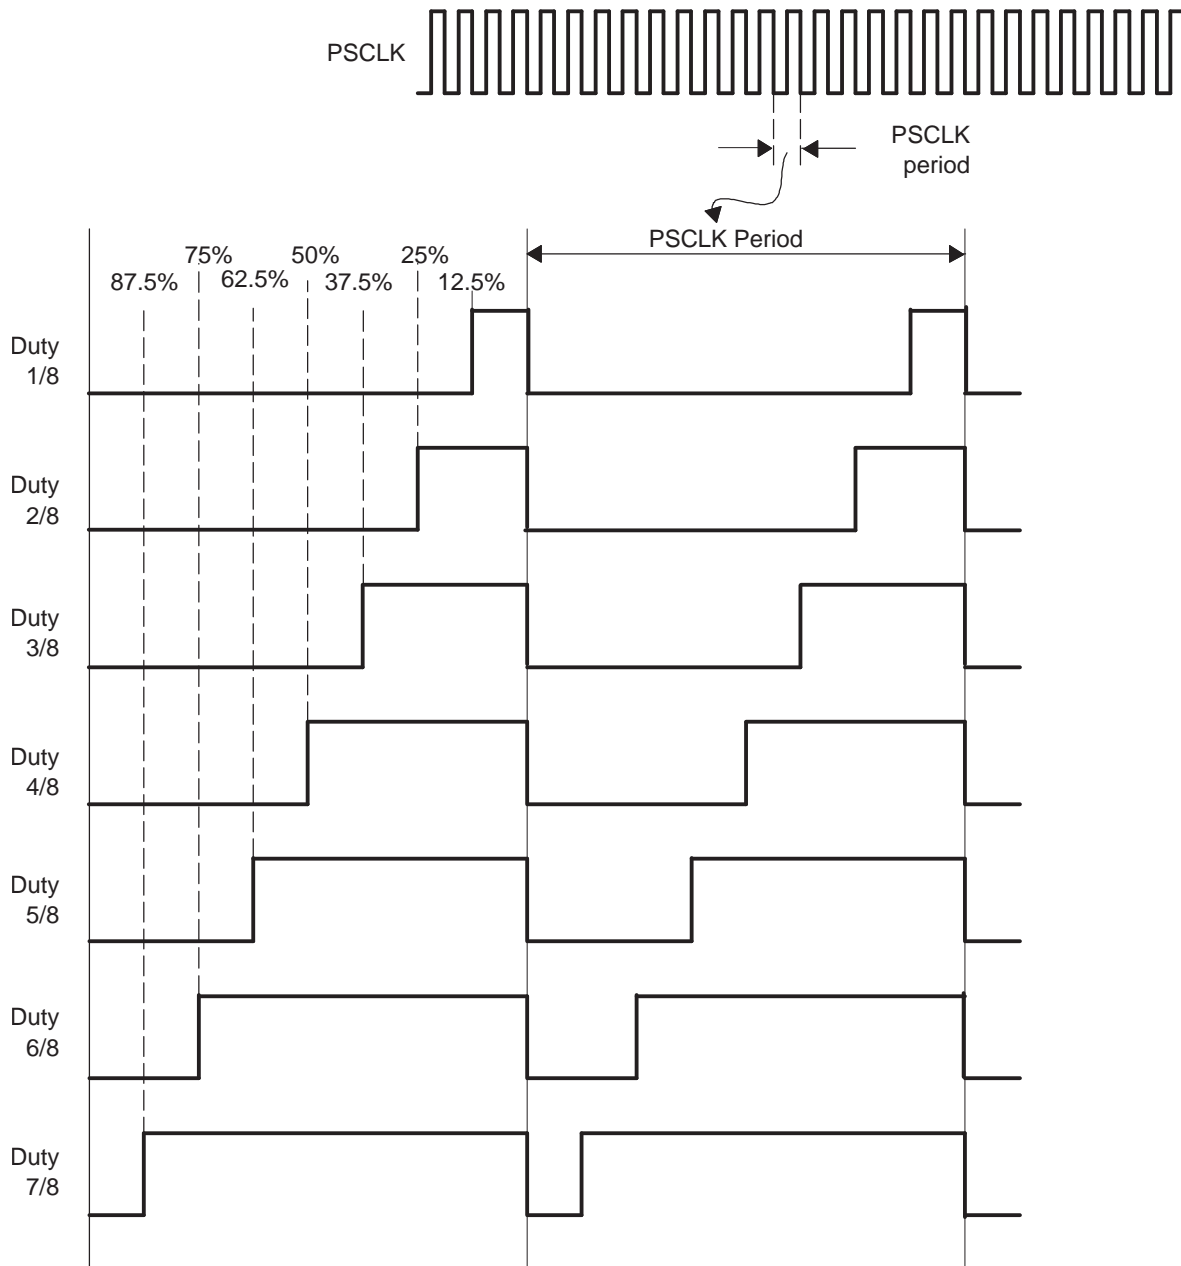 PSCLK
PSCLK
period
PSCLK Period
75%
50%
25%
87.5%
62.5%
37.5%
12.5%
Duty
1/8
Duty
2/8
Duty
3/8
Duty
4/8
Duty
5/8
Duty
6/8
Duty
7/8